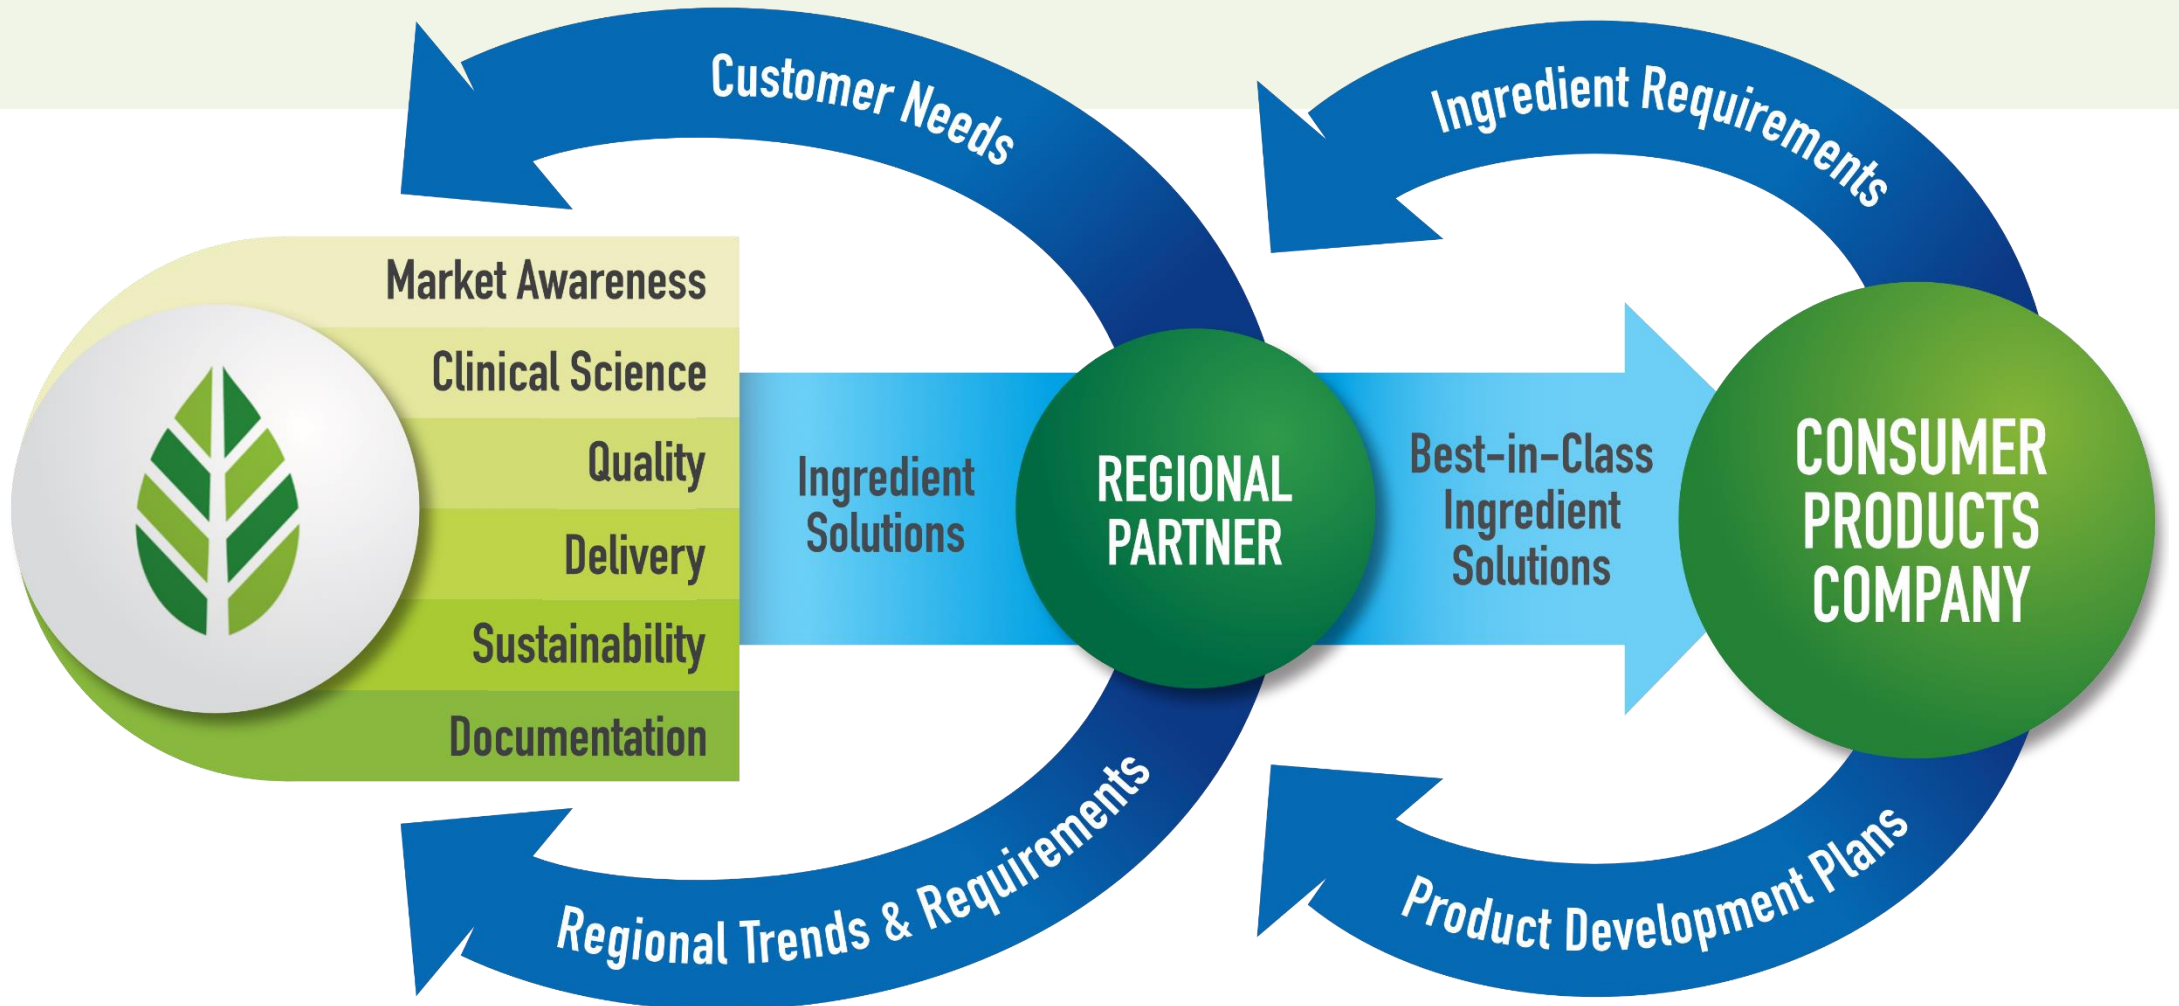 Customer Needs
Ingredient Requirements
Market Awareness
Clinical Science
Quality
Delivery
Sustainability
Documentation
Ingredient
Solutions
REGIONAL
PARTNER
Best-in-Class
Ingredient
Solutions
CONSUMER
PRODUCTS
COMPANY
Regional Trends & Requirements
Product Development Plans